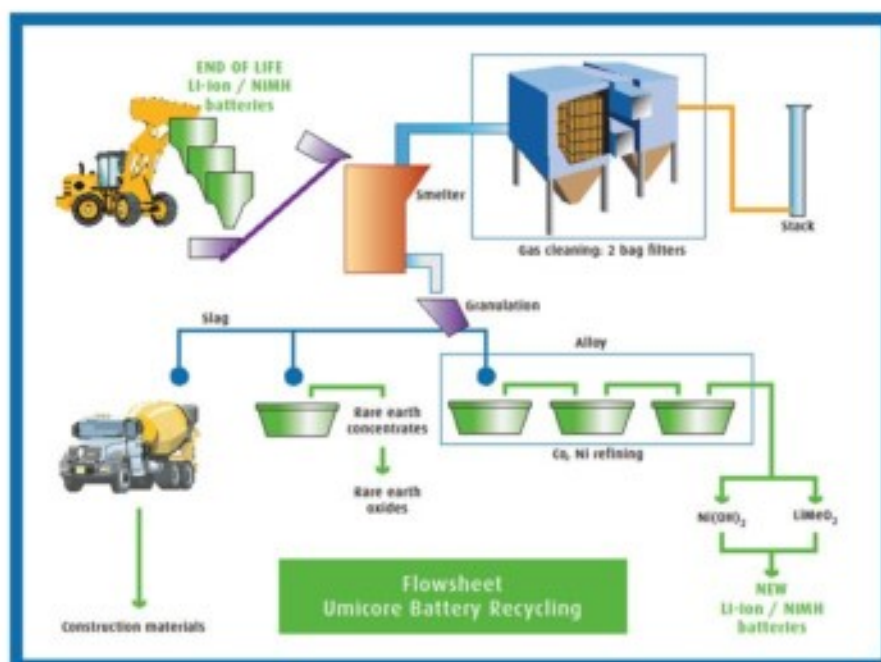 END OF LIFE
Li-ion / NiMH
batteries
Smelter
Gas cleaning: 2 bag filters
Stack
Granulation
Slag
Alloy
Rare earth
concentrates
Co, Ni refining
Rare earth
oxides
Ni(OH)₂
LiMeO₂
Flowsheet
Umicore Battery Recycling
NEW
Li-ion / NiMH
batteries
Construction materials